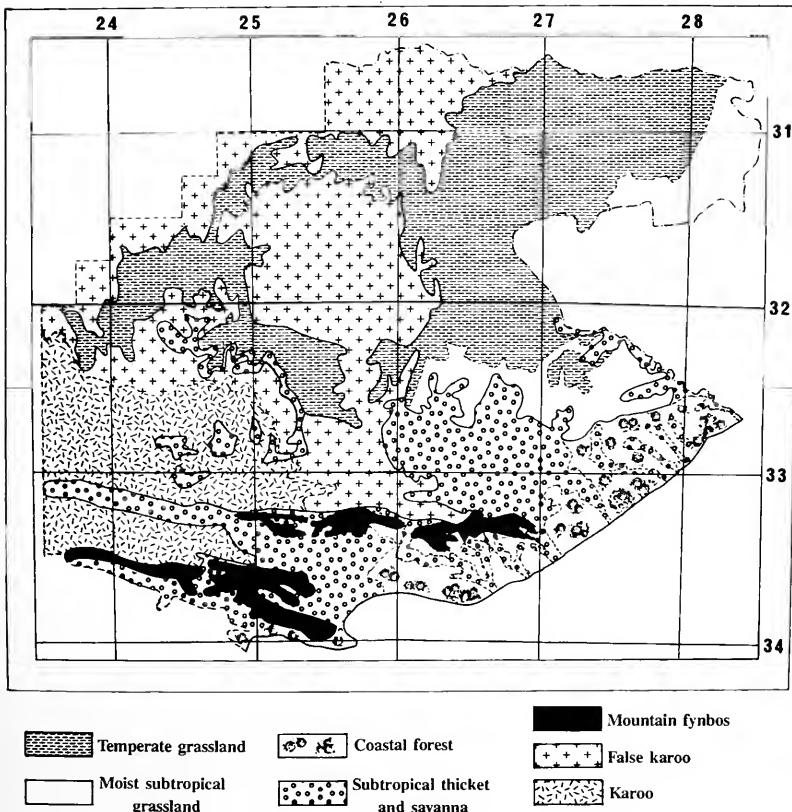 24 25 26 27 28
31
32
33
34
Temperate grassland
Moist subtropical
grassland
Coastal forest
Subtropical thicket
and savanna
Mountain fynbos
False karoo
Karoo